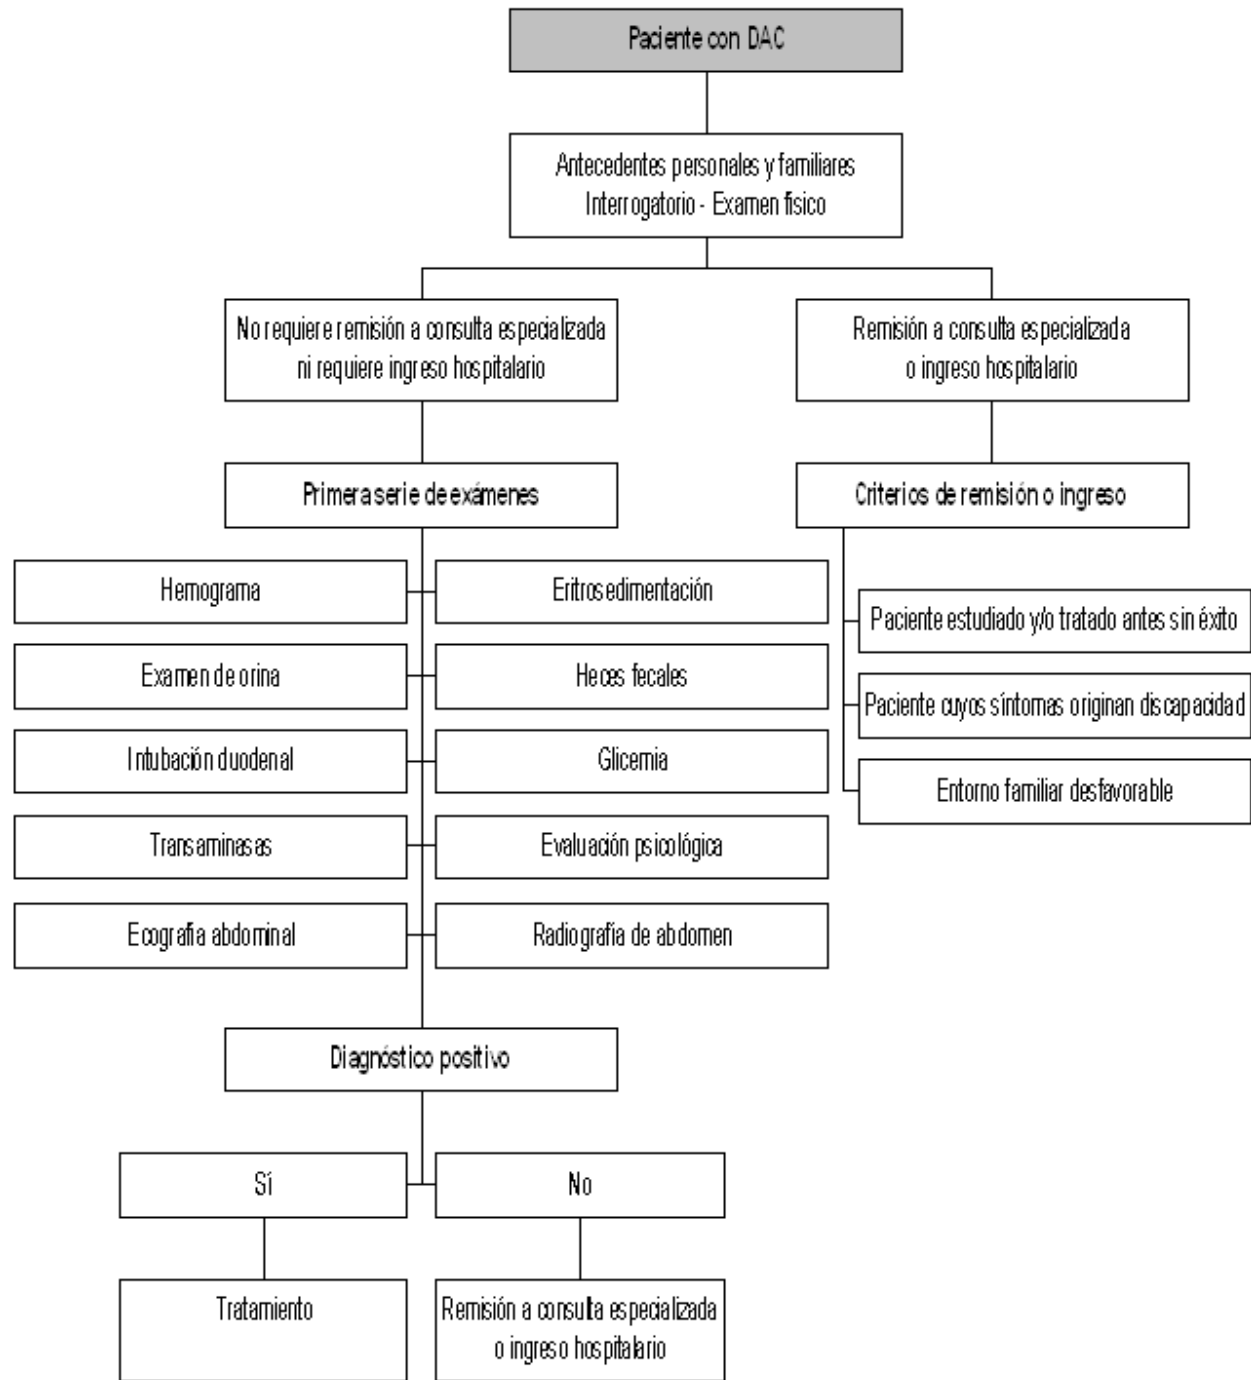 Paciente con DAC
Antecedentes personales y familiares
Interrogatorio - Examen físico
No requiere remisión a consulta especializada
ni requiere ingreso hospitalario
Remisión a consulta especializada
o ingreso hospitalario
Primera serie de exámenes
Criterios de remisión o ingreso
Hemograma
Eritrosedimentación
Paciente estudiado y/o tratado antes sin éxito
Examen de orina
Heces fecales
Paciente cuyos síntomas originan discapacidad
Intubación duodenal
Glicemia
Entorno familiar desfavorable
Transaminasas
Evaluación psicológica
Ecografía abdominal
Radiografía de abdomen
Diagnóstico positivo
Sí
No
Tratamiento
Remisión a consulta especializada
o ingreso hospitalario